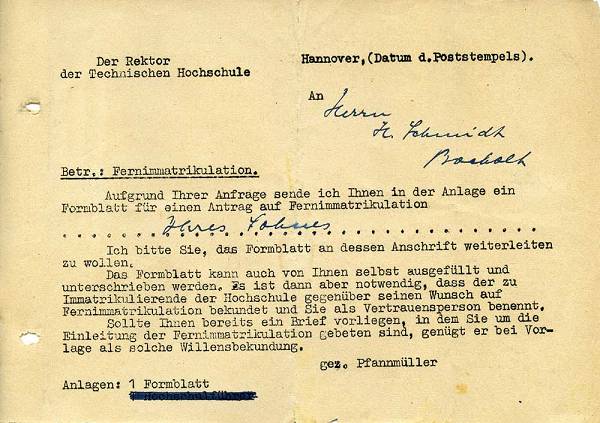 Der Rektor
der Technischen Hochschule
Hannover,(Datum d.Poststempels).
An
Herrn
H. Schmidt
Bocholt
Betr.: Fernimmatrikulation.
Aufgrund Ihrer Anfrage sende ich Ihnen in der Anlage ein
Formblatt für einen Antrag auf Fernimmatrikulation
Ihres Sohnes
Ich bitte Sie, das Formblatt an dessen Anschrift weiterleiten
zu wollen.
Das Formblatt kann auch von Ihnen selbst ausgefüllt und
unterschrieben werden. Es ist dann aber notwendig, dass der zu
Immatrikulierende der Hochschule gegenüber seinen Wunsch auf
Fernimmatrikulation bekundet und Sie als Vertrauensperson benennt.
Sollte Ihnen bereits ein Brief vorliegen, in dem Sie um die
Einleitung der Fernimmatrikulation gebeten sind, genügt er bei Vor-
lage als solche Willensbekundung.
gez. Pfannmüller
Anlagen: 1 Formblatt
1 Hochschulführer